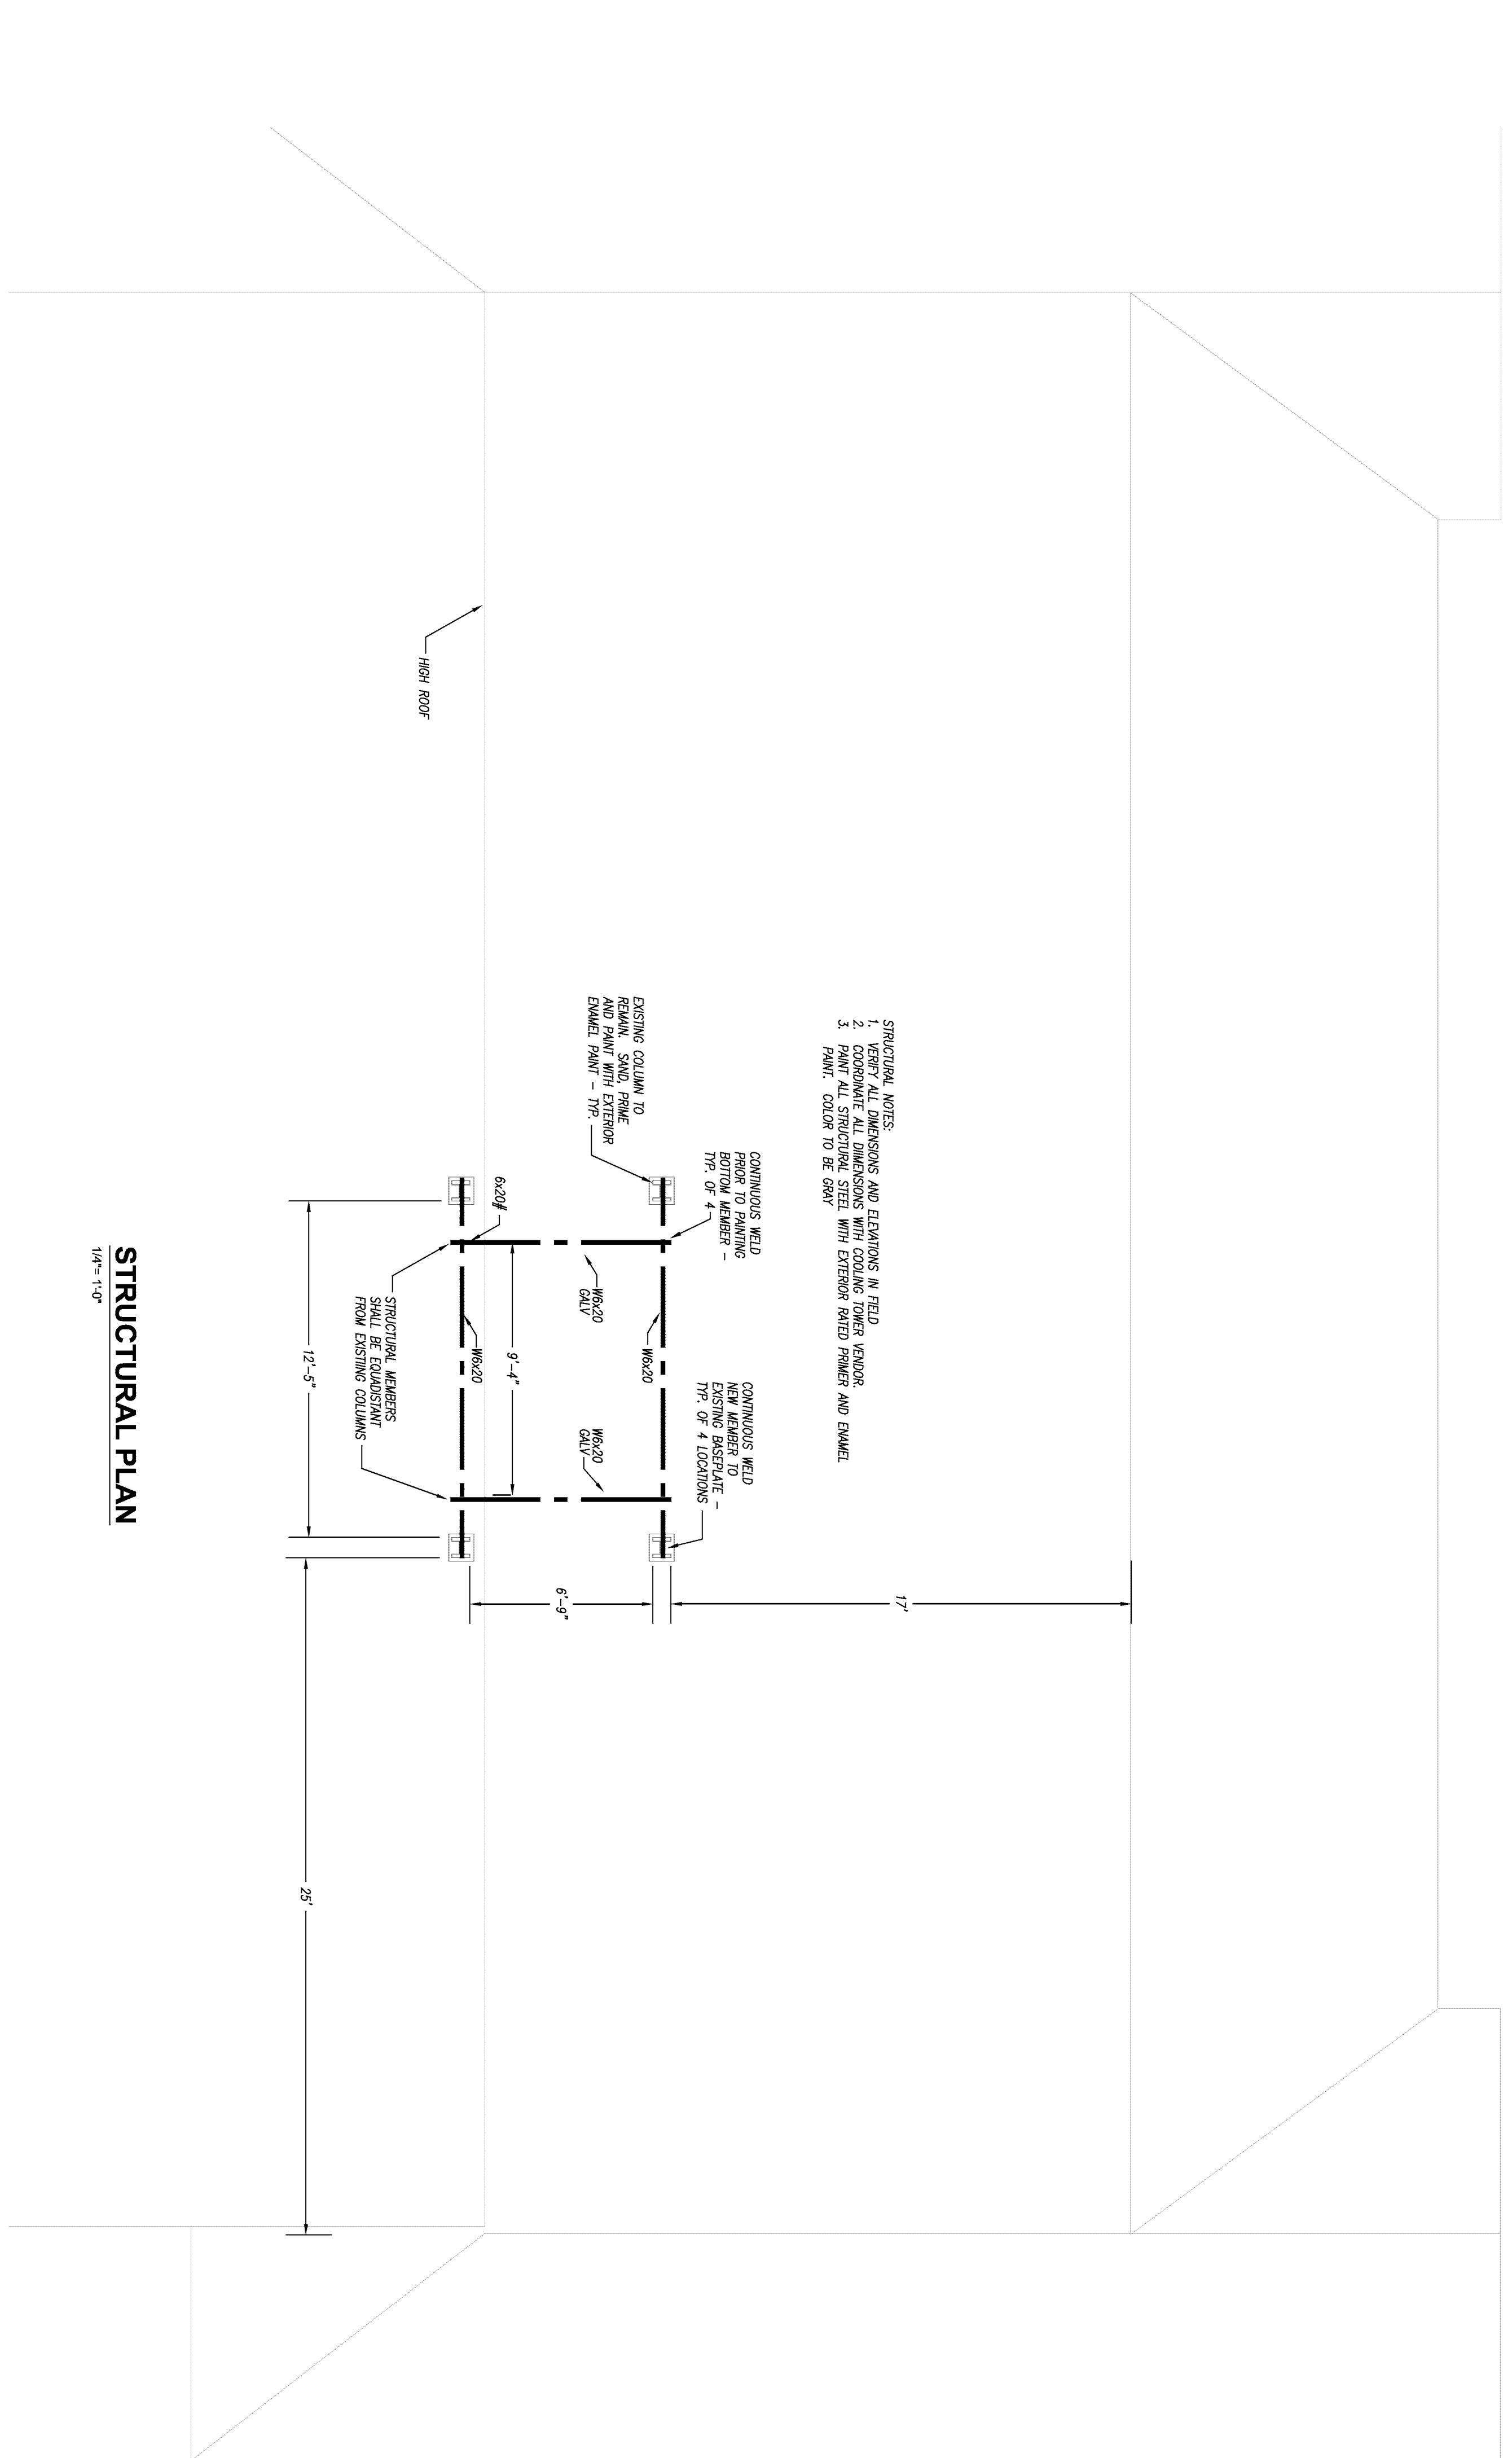 STRUCTURAL NOTES:
1. VERIFY ALL DIMENSIONS AND ELEVATIONS IN FIELD
2. COORDINATE ALL DIIMENSIONS WITH COOLING TOWER VENDOR.
3. PAINT ALL STRUCTURAL STEEL WITH EXTERIOR RATED PRIMER AND ENAMEL
PAINT. COLOR TO BE GRAY
17'
CONTINUOUS WELD
PRIOR TO PAINTING
BOTTOM MEMBER –
TYP. OF 4
CONTINUOUS WELD
NEW MEMBER TO
EXISTING BASEPLATE –
TYP. OF 4 LOCATIONS
EXISTING COLUMN TO
REMAIN. SAND, PRIME
AND PAINT WITH EXTERIOR
ENAMEL PAINT – TYP.
W6x20
W6x20
GALV
W6x20
GALV
6'–9"
9'–4"
6x20#
W6x20
HIGH ROOF
STRUCTURAL MEMBERS
SHALL BE EQUADISTANT
FROM EXISTIING COLUMNS
12'–5"
25'
STRUCTURAL PLAN
1/4"= 1'-0"